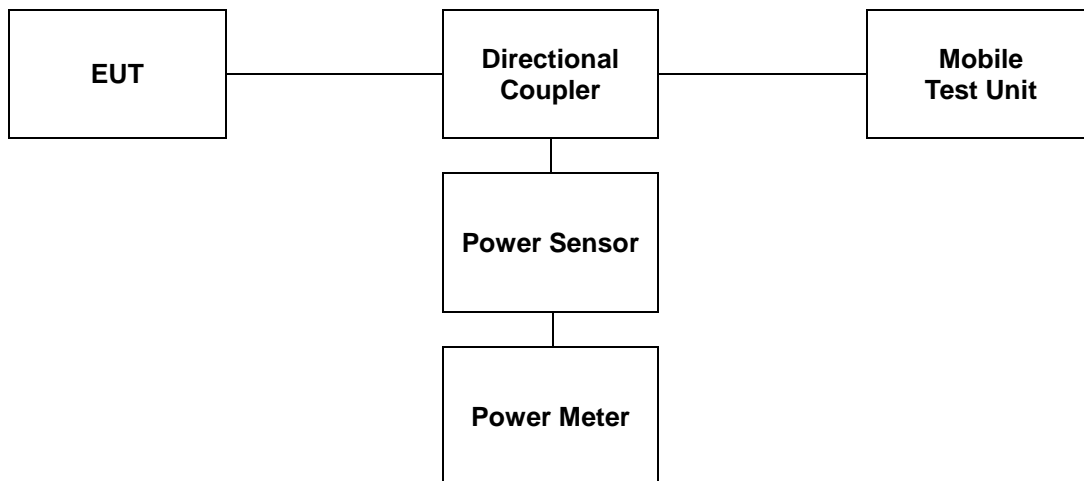 EUT
Directional
Coupler
Mobile
Test Unit
Power Sensor
Power Meter